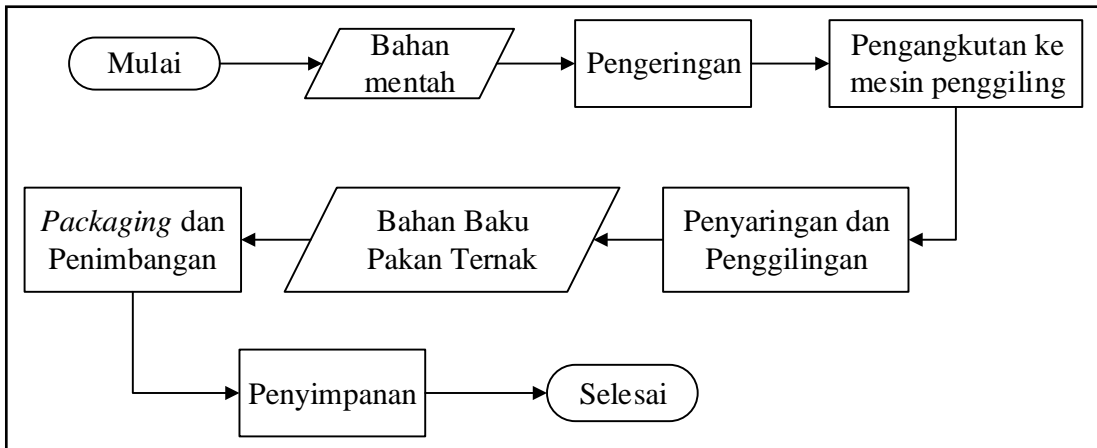 Mulai
Bahan
mentah
Pengeringan
Pengangkutan ke
mesin penggiling
Penyaringan dan
Penggilingan
Bahan Baku
Pakan Ternak
Packaging dan
Penimbangan
Penyimpanan
Selesai